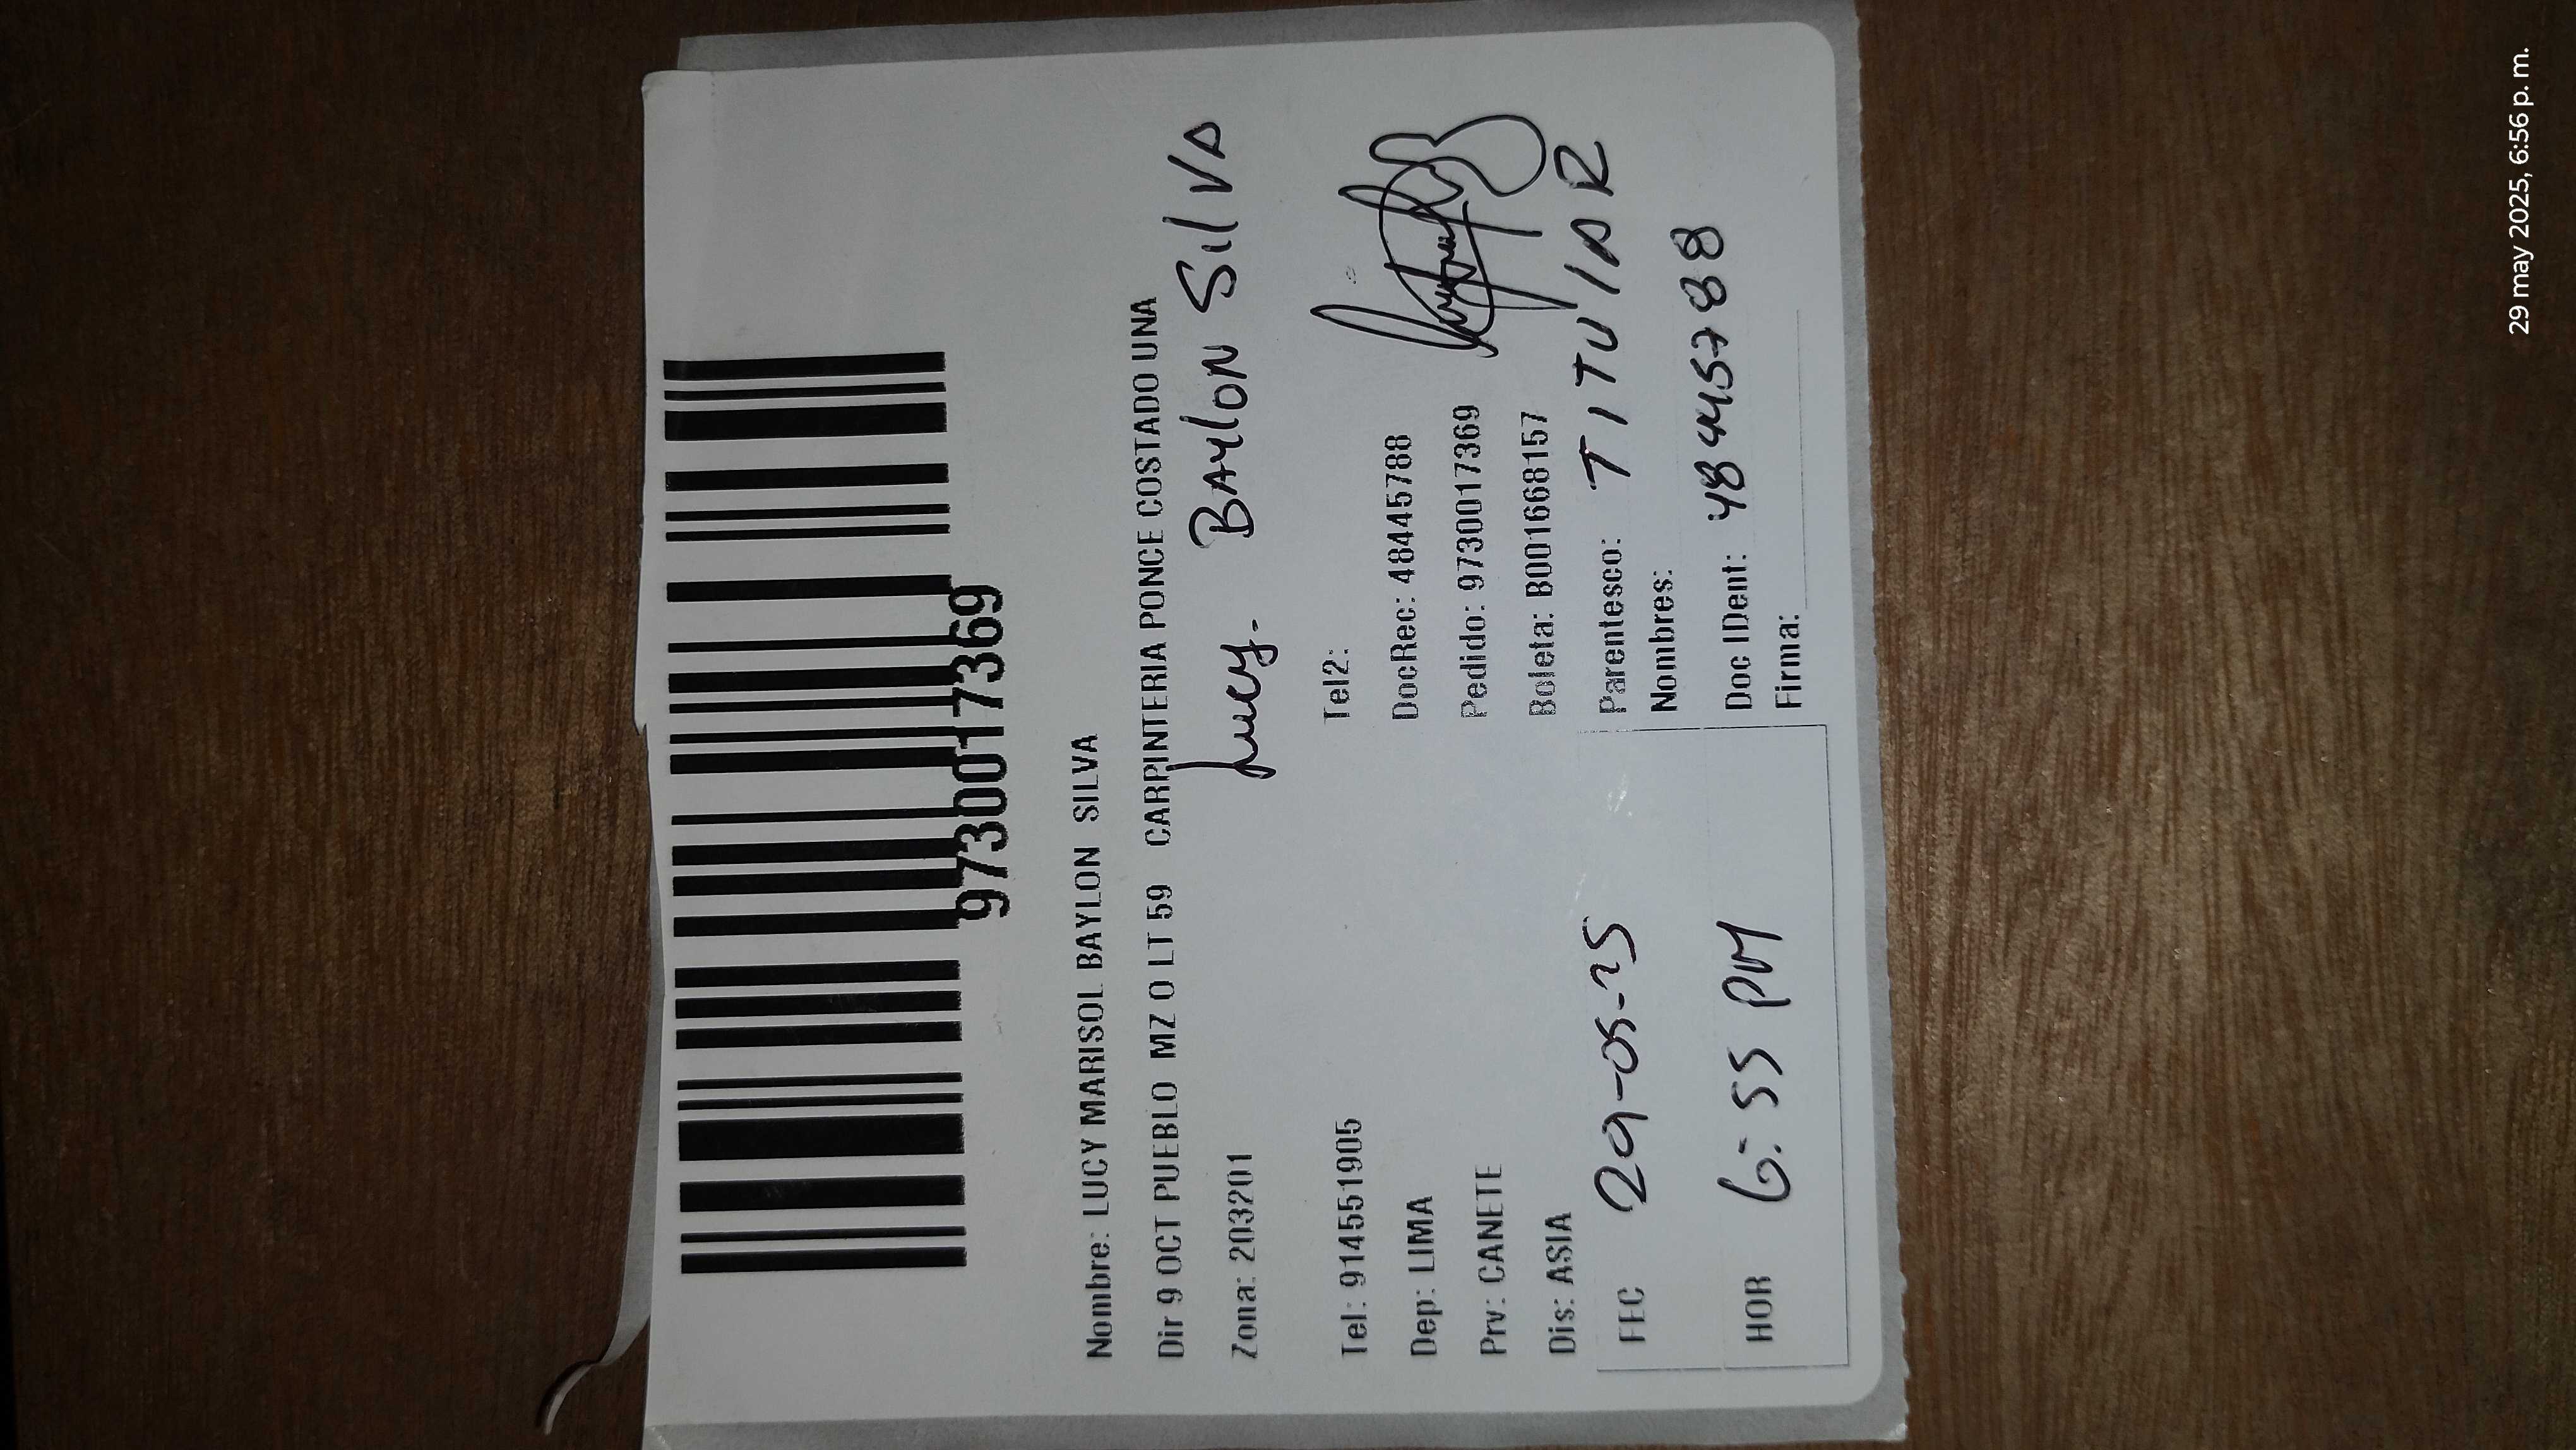 9730017369
Nombre: LUCY MARISOL BAYLON SILVA
Dir 9 OCT PUEBLO MZ O LT 59 CARPINTERIA PONCE COSTADO UNA
Zona: 203201
Lucy. BAYLON SILVA
Tel: 914551905 Tel2:
Dep: LIMA DocRec: 48445788
Prv: CANETE Pedido: 9730017369
Dis: ASIA Boleta: B001668157
FEC 29-05-25 Parentesco: TITULAR
Nombres:
HOR 6:55 PM Doc IDent: 48445788
Firma:
29 may 2025, 6:56 p. m.